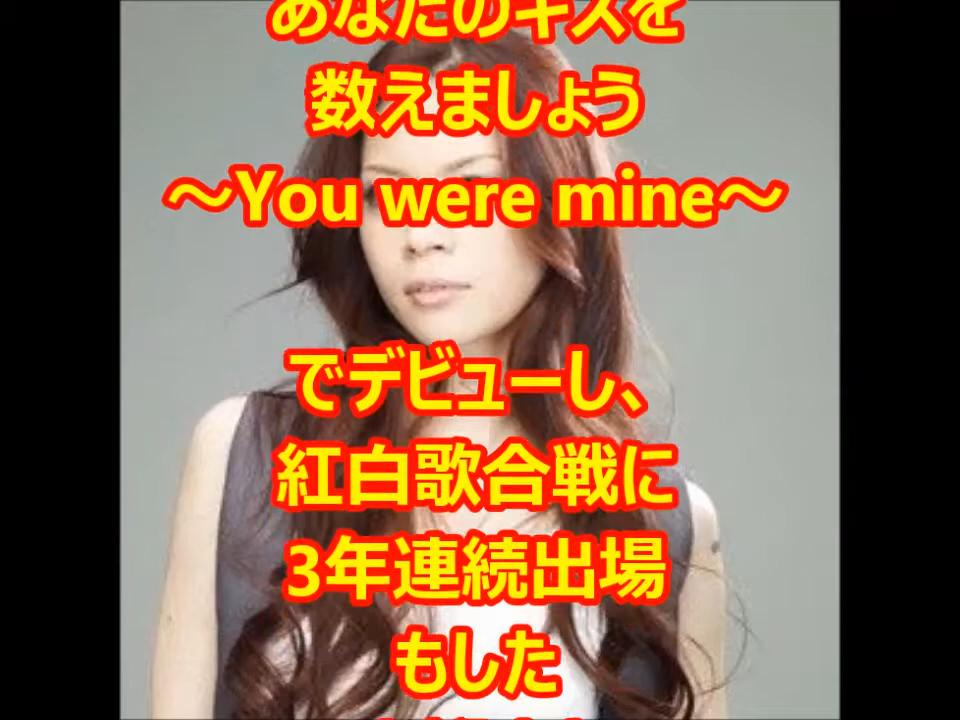 あなたのキスを
数えましょう
～You were mine～
でデビューし、
紅白歌合戦に
3年連続出場
もした